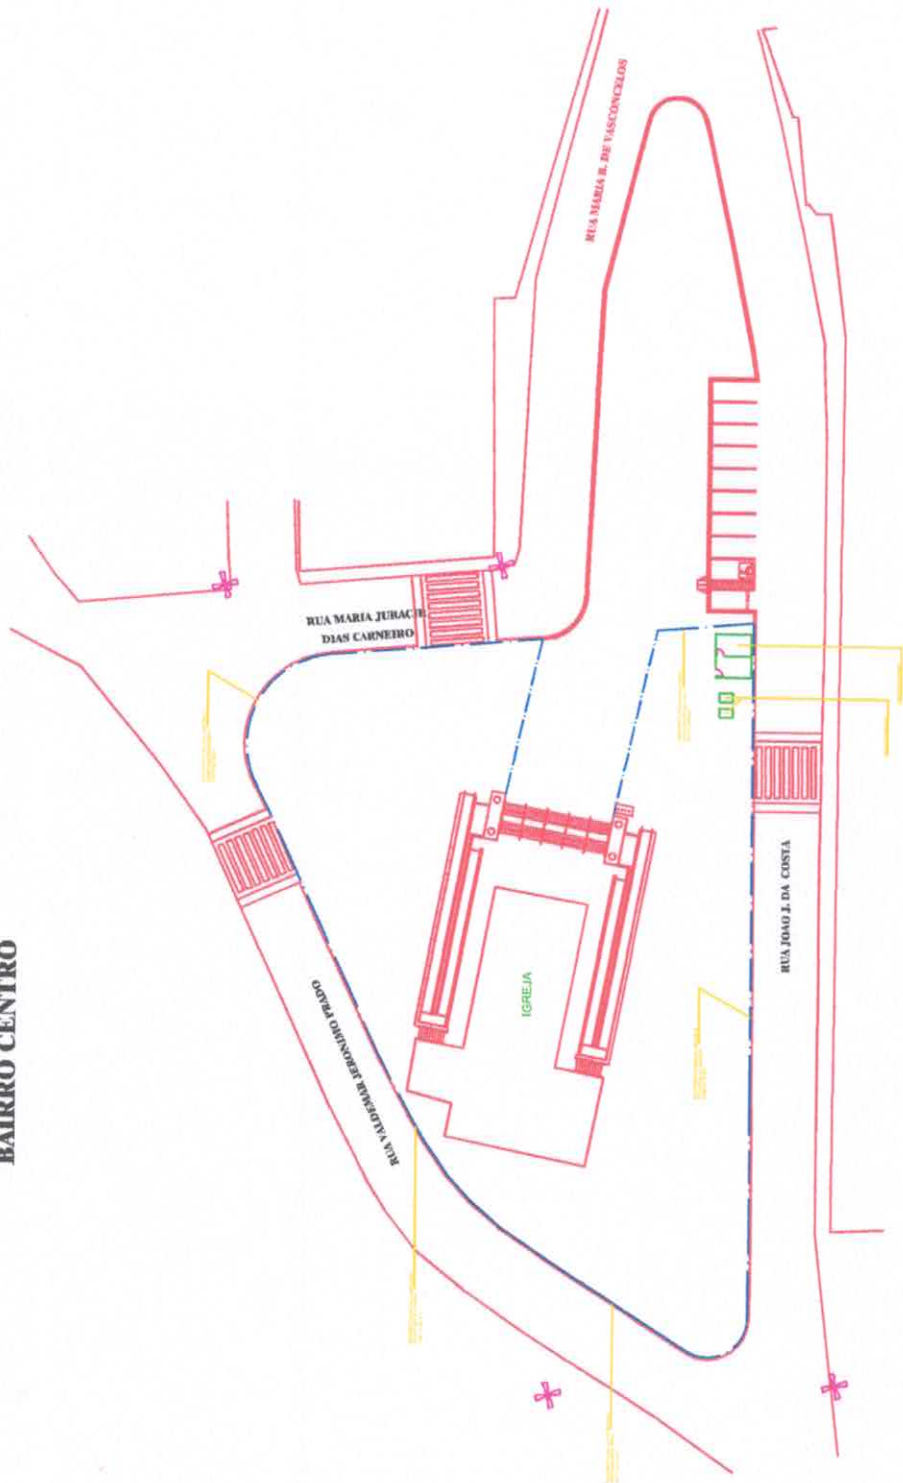 BAIRRO CENTRO
RUA MARIA B. DE VASCONCELOS
RUA MARIA JURACIE
DIAS CARNEIRO
RUA VALDEMAR JERONIMO PRADO
IGREJA
RUA JOAO J. DA COSTA